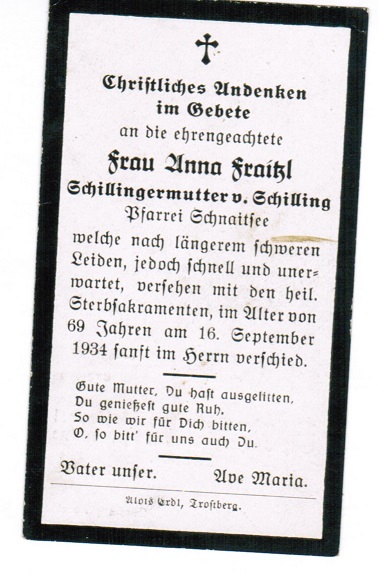 Christliches Andenken
im Gebete
an die ehrengeachtete
Frau Anna Fraitzl
Schillingermutter v. Schilling
Pfarrei Schnaitsee
welche nach längerem schweren
Leiden, jedoch schnell und uner-
wartet, versehen mit den heil.
Sterbsakramenten, im Alter von
69 Jahren am 16. September
1934 sanft im Herrn verschied.
Gute Mutter, Du hast ausgelitten,
Du genießest gute Ruh.
So wie wir für Dich bitten,
O, so bitt' für uns auch Du.
Vater unser. Ave Maria.
Alois Erdl, Trostberg.